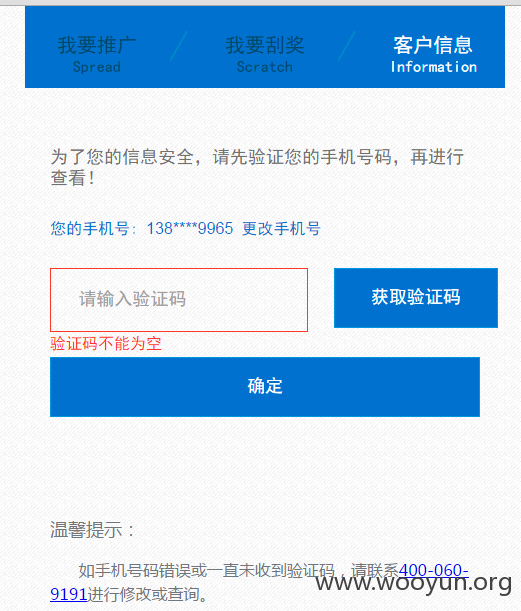 我要推广 我要刮奖 客户信息
Spread Scratch Information
为了您的信息安全，请先验证您的手机号码，再进行
查看！
您的手机号：138****9965 更改手机号
请输入验证码 获取验证码
验证码不能为空
确定
温馨提示：
如手机号码错误或一直未收到验证码，请联系400-060-
9191进行修改或查询。
www.wooyun.org